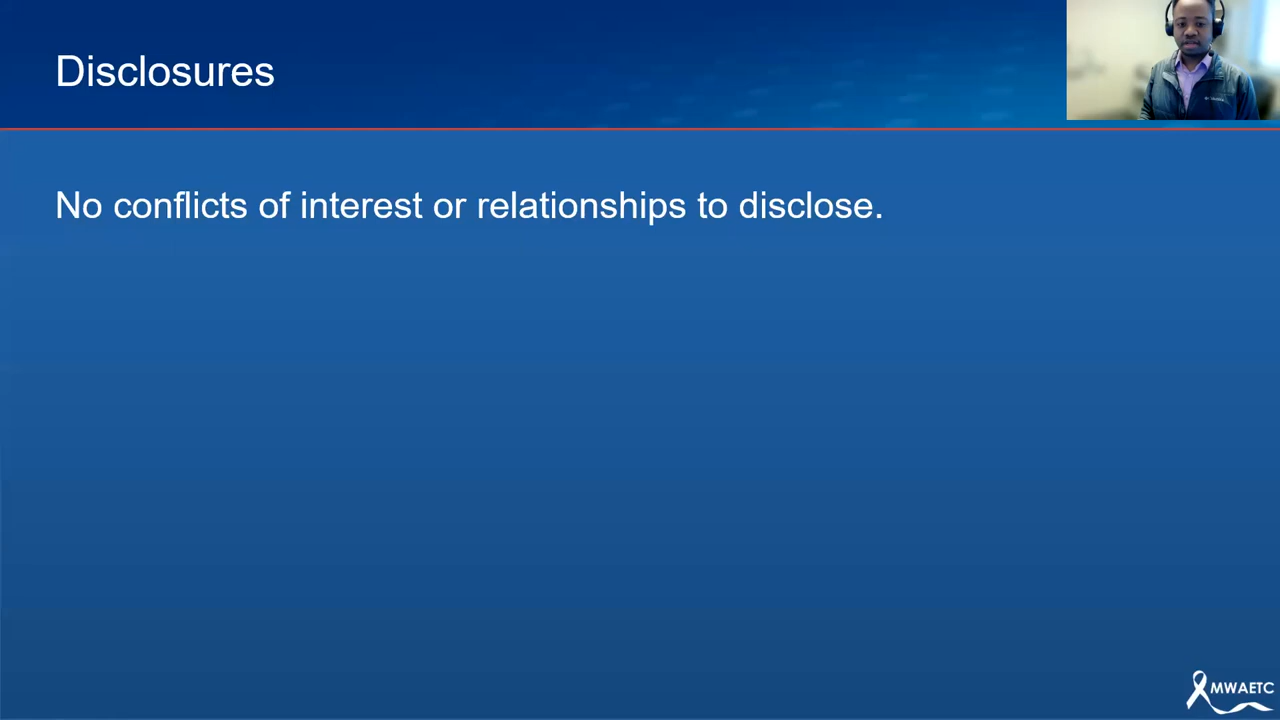 Disclosures
No conflicts of interest or relationships to disclose.
MWAETC